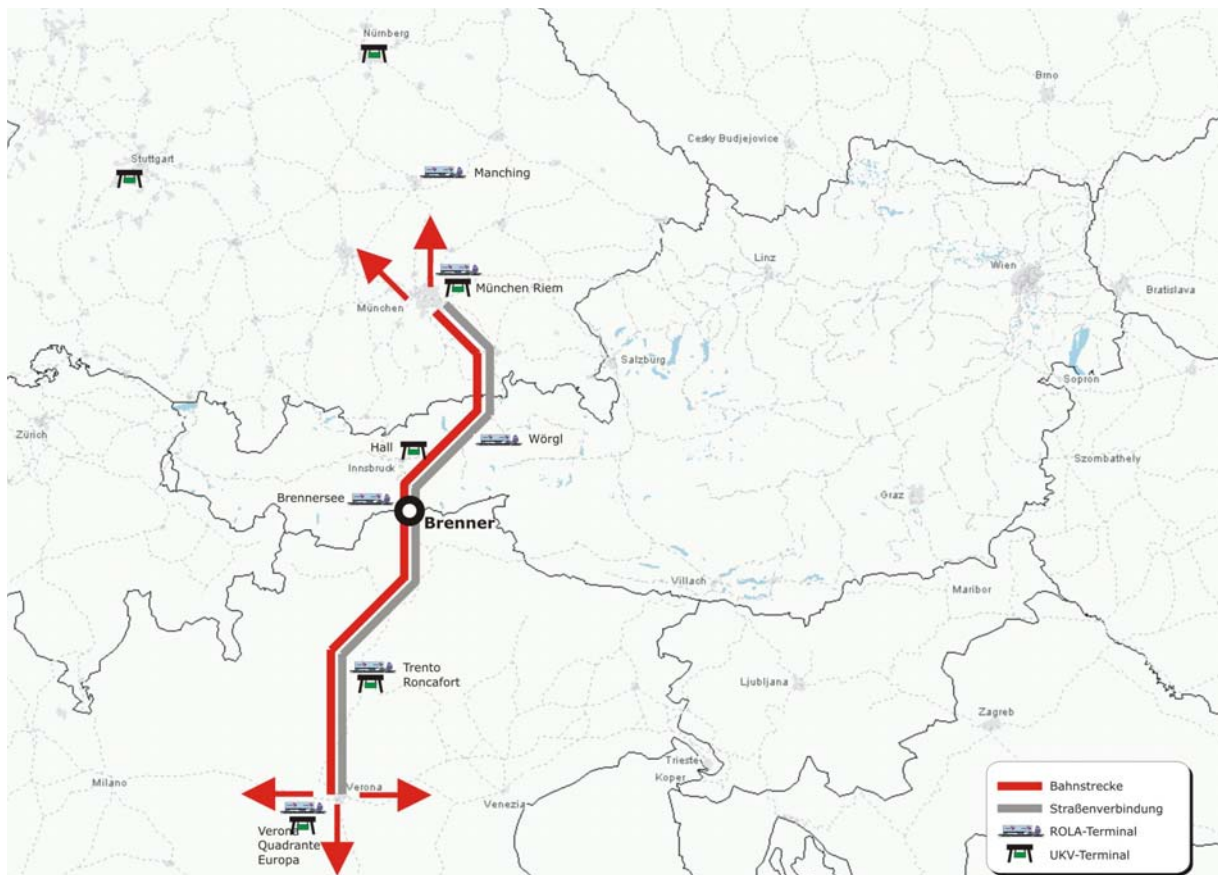 Nürnberg
Brno
Cesky Budjejovice
Stuttgart
Manching
Linz
Wien
München Riem
Bratislava
München
Salzburg
Sopron
Zürich
Hall
Wörgl
Innsbruck
Szombathely
Brennersee
Graz
Brenner
Villach
Maribor
Trento
Roncafort
Ljubljana
Zagreb
Trieste
Koper
Milano
Verona
Venezia
Verona
Quadrante
Europa
Bahnstrecke
Straßenverbindung
ROLA-Terminal
UKV-Terminal